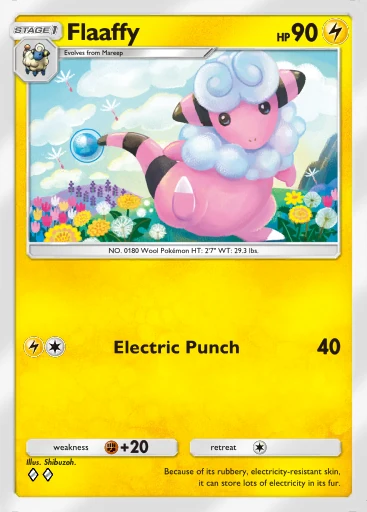 STAGE 1 Flaaffy HP 90
Evolves from Mareep
NO. 0180 Wool Pokémon HT: 2'7" WT: 29.3 lbs.
Electric Punch 40
weakness +20 retreat
Illus. Shibuzoh.
Because of its rubbery, electricity-resistant skin,
it can store lots of electricity in its fur.